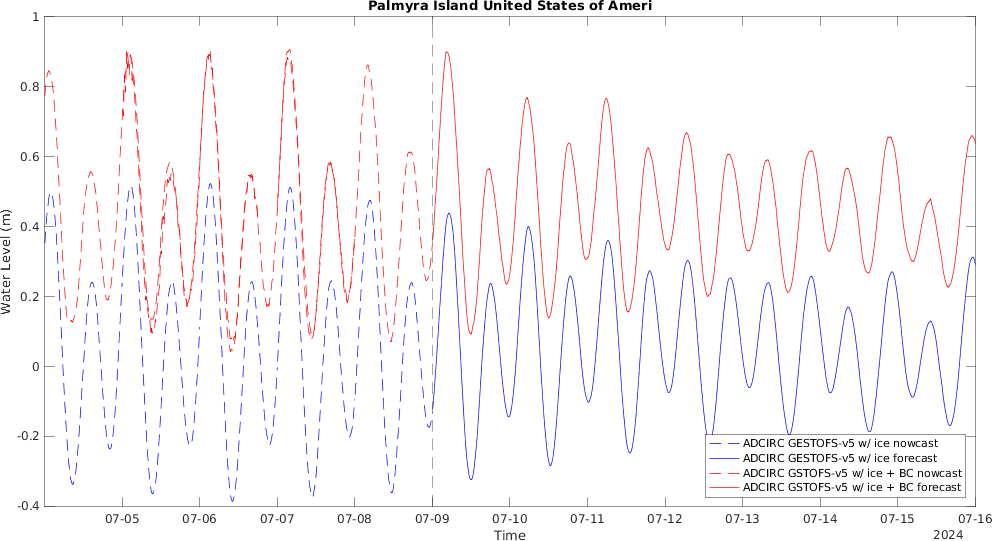 Palmyra Island United States of Ameri
Water Level (m)
1
0.8
0.6
0.4
0.2
0
-0.2
-0.4
ADCIRC GESTOFS-v5 w/ ice nowcast
ADCIRC GESTOFS-v5 w/ ice forecast
ADCIRC GSTOFS-v5 w/ ice + BC nowcast
ADCIRC GSTOFS-v5 w/ ice + BC forecast
07-05 07-06 07-07 07-08 07-09 07-10 07-11 07-12 07-13 07-14 07-15 07-16
Time
2024